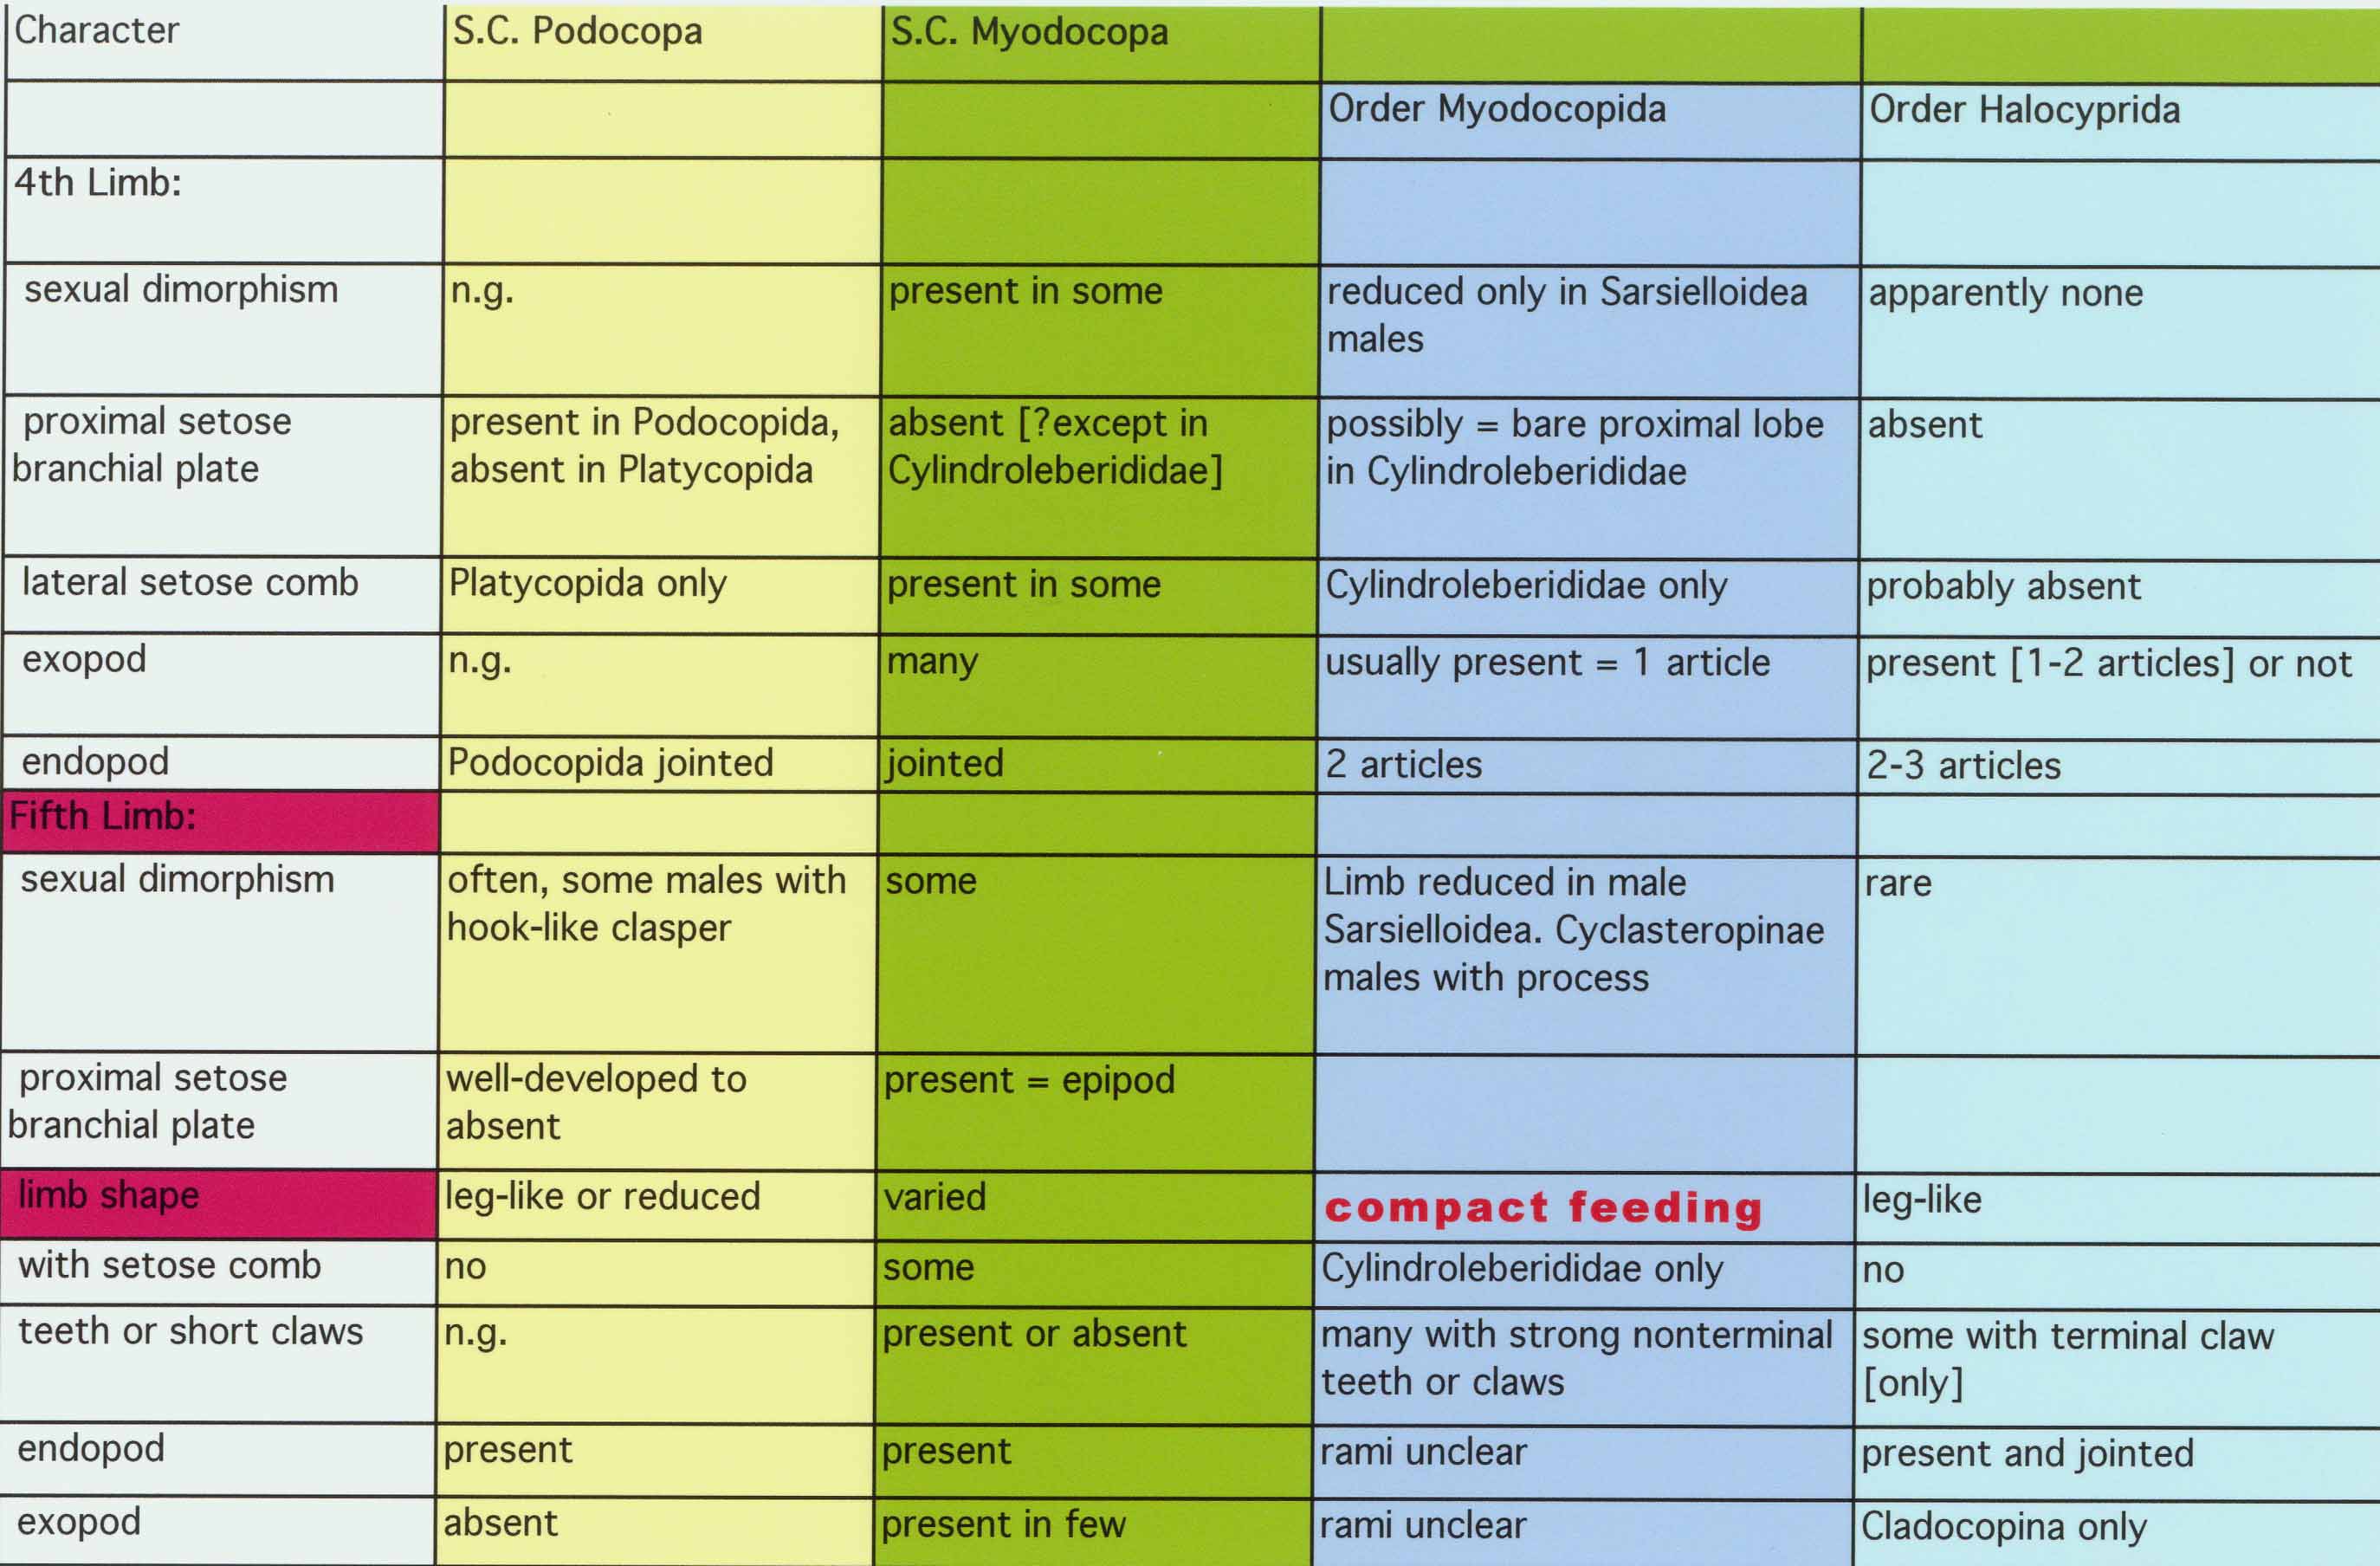 Character
S.C. Podocopa
S.C. Myodocopa
Order Myodocopida
Order Halocyprida
4th Limb:
sexual dimorphism
n.g.
present in some
reduced only in Sarsielloidea
males
apparently none
proximal setose
branchial plate
present in Podocopida,
absent in Platycopida
absent [?except in
Cylindroleberididae]
possibly = bare proximal lobe
in Cylindroleberididae
absent
lateral setose comb
Platycopida only
present in some
Cylindroleberididae only
probably absent
exopod
n.g.
many
usually present = 1 article
present [1-2 articles] or not
endopod
Podocopida jointed
jointed
2 articles
2-3 articles
Fifth Limb:
sexual dimorphism
often, some males with
hook-like clasper
some
Limb reduced in male
Sarsielloidea. Cyclasteropinae
males with process
rare
proximal setose
branchial plate
well-developed to
absent
present = epipod
limb shape
leg-like or reduced
varied
compact feeding
leg-like
with setose comb
no
some
Cylindroleberididae only
no
teeth or short claws
n.g.
present or absent
many with strong nonterminal
teeth or claws
some with terminal claw
[only]
endopod
present
present
rami unclear
present and jointed
exopod
absent
present in few
rami unclear
Cladocopina only